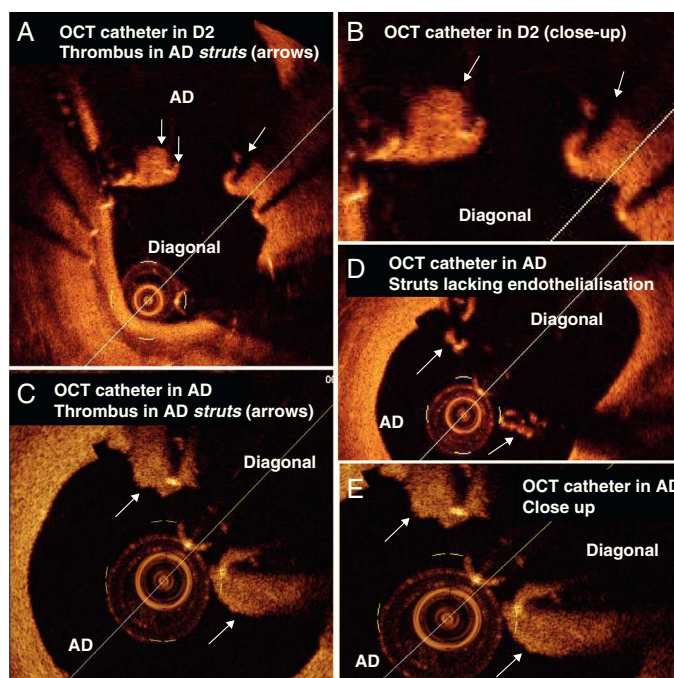 A
OCT catheter in D2
Thrombus in AD struts (arrows)
AD
Diagonal
B
OCT catheter in D2 (close-up)
Diagonal
C
OCT catheter in AD
Thrombus in AD struts (arrows)
Diagonal
AD
D
OCT catheter in AD
Struts lacking endothelialisation
Diagonal
AD
E
OCT catheter in AD
Close up
Diagonal
AD